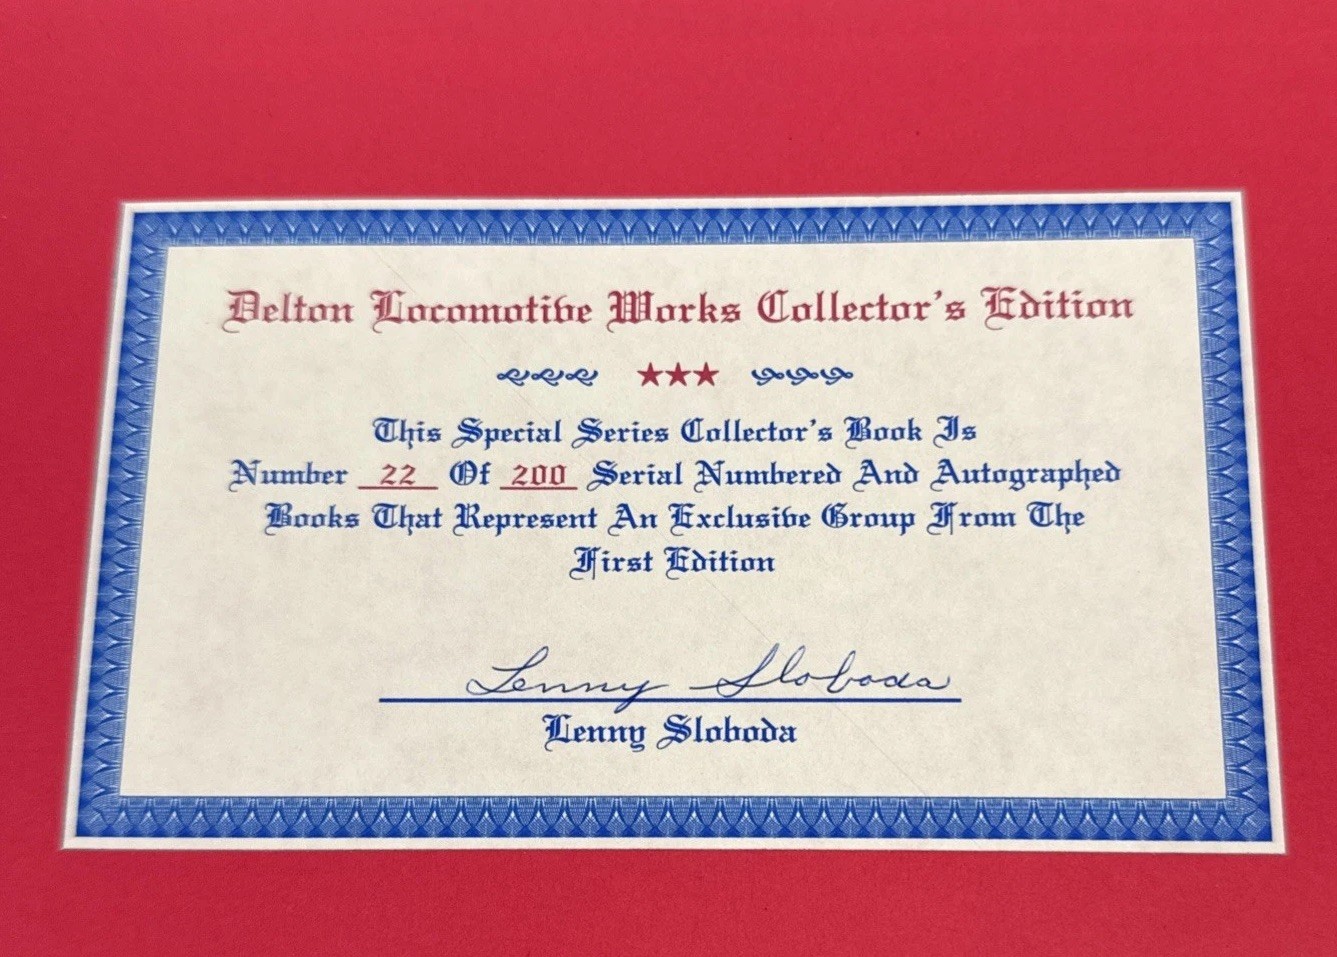 Delton Locomotive Works Collector's Edition
★★★
This Special Series Collector's Book Is
Number 22 Of 200 Serial Numbered And Autographed
Books That Represent An Exclusive Group From The
First Edition
Lenny Sloboda
Lenny Sloboda